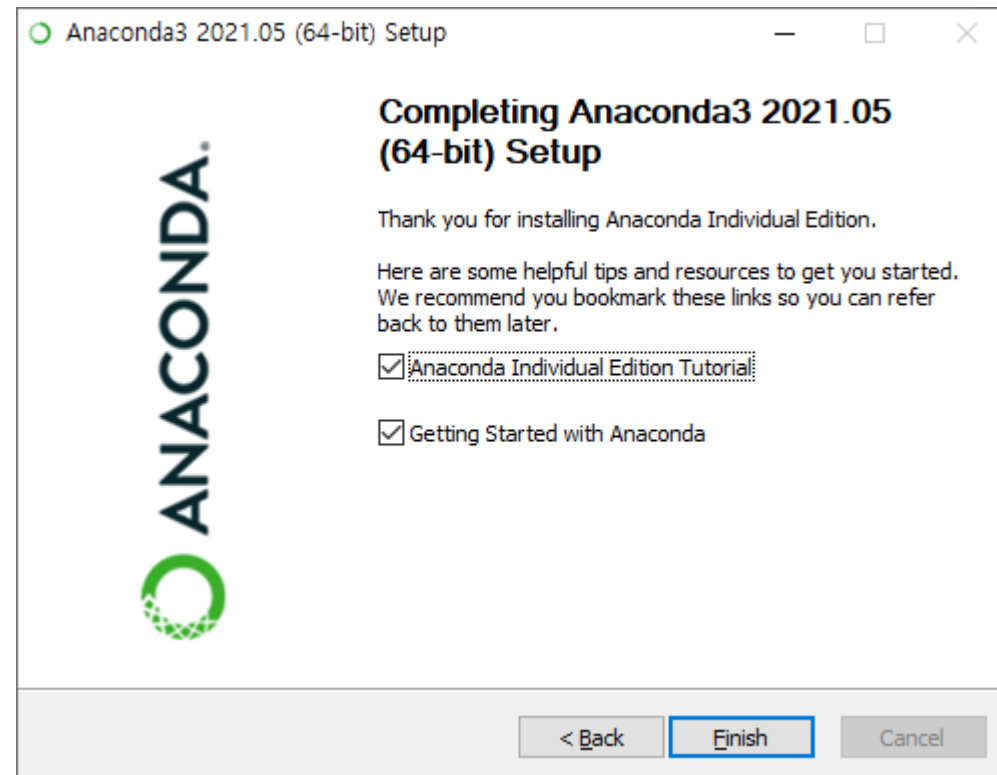 Anaconda3 2021.05 (64-bit) Setup
Completing Anaconda3 2021.05
(64-bit) Setup
Thank you for installing Anaconda Individual Edition.
Here are some helpful tips and resources to get you started.
We recommend you bookmark these links so you can refer
back to them later.
Anaconda Individual Edition Tutorial
Getting Started with Anaconda
ANACONDA.
< Back
Finish
Cancel